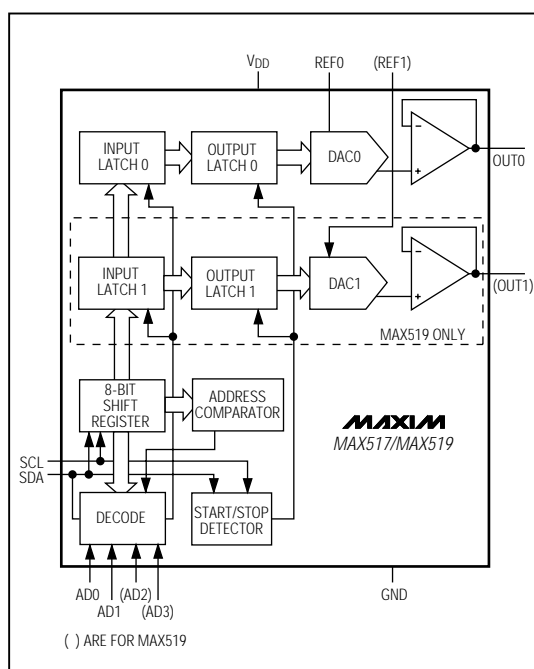 VDD
REF0
(REF1)
INPUT
LATCH 0
OUTPUT
LATCH 0
DAC0
−
+
OUT0
INPUT
LATCH 1
OUTPUT
LATCH 1
DAC1
−
+
(OUT1)
MAX519 ONLY
8-BIT
SHIFT
REGISTER
ADDRESS
COMPARATOR
MAXIM
MAX517/MAX519
SCL
SDA
DECODE
START/STOP
DETECTOR
AD0
AD1
(AD2)
(AD3)
GND
( ) ARE FOR MAX519